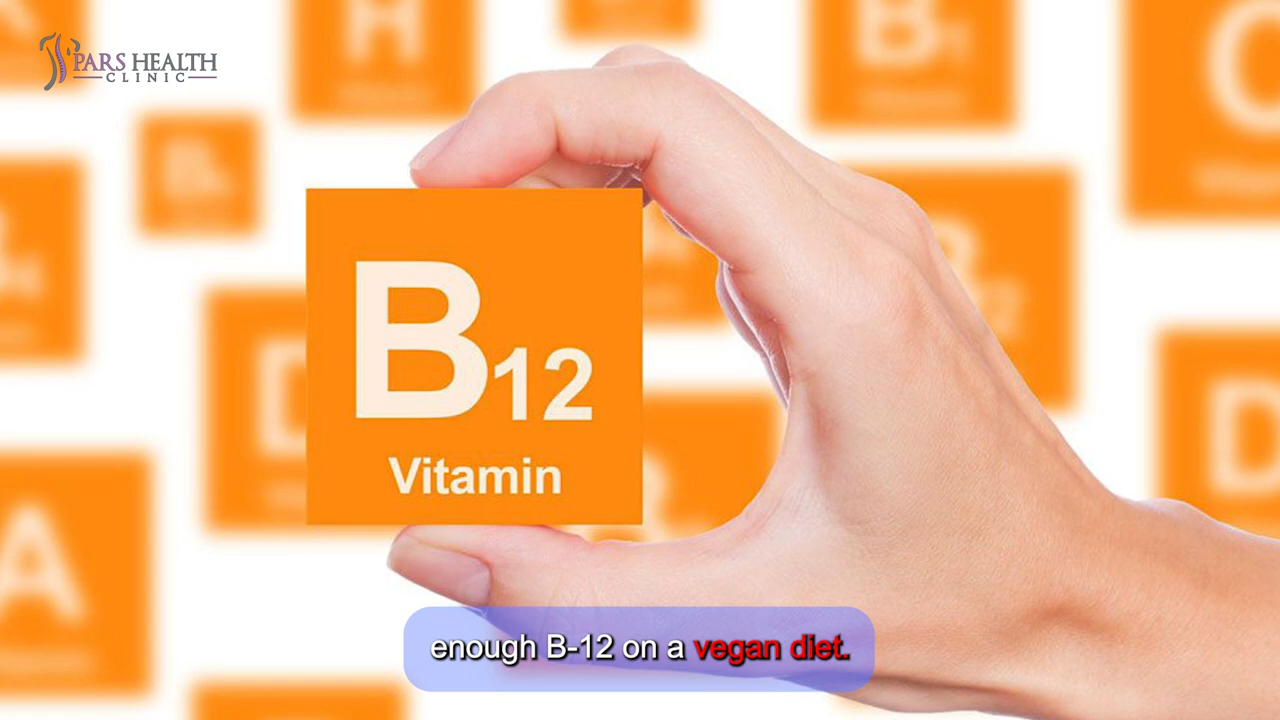 PARS HEALTH
CLINIC
B12
Vitamin
enough B-12 on a vegan diet.